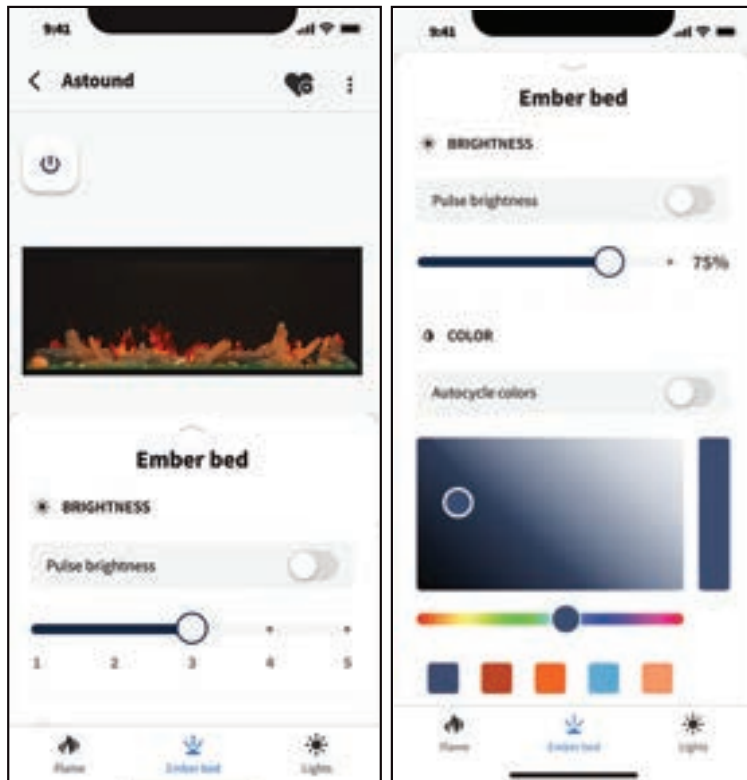 9:41
Astound
Ember bed
BRIGHTNESS
Pulse brightness
1 2 3 4 5
Flame Ember bed Lights
9:41
Ember bed
BRIGHTNESS
Pulse brightness
75%
COLOR
Autocycle colors
Flame Ember bed Lights